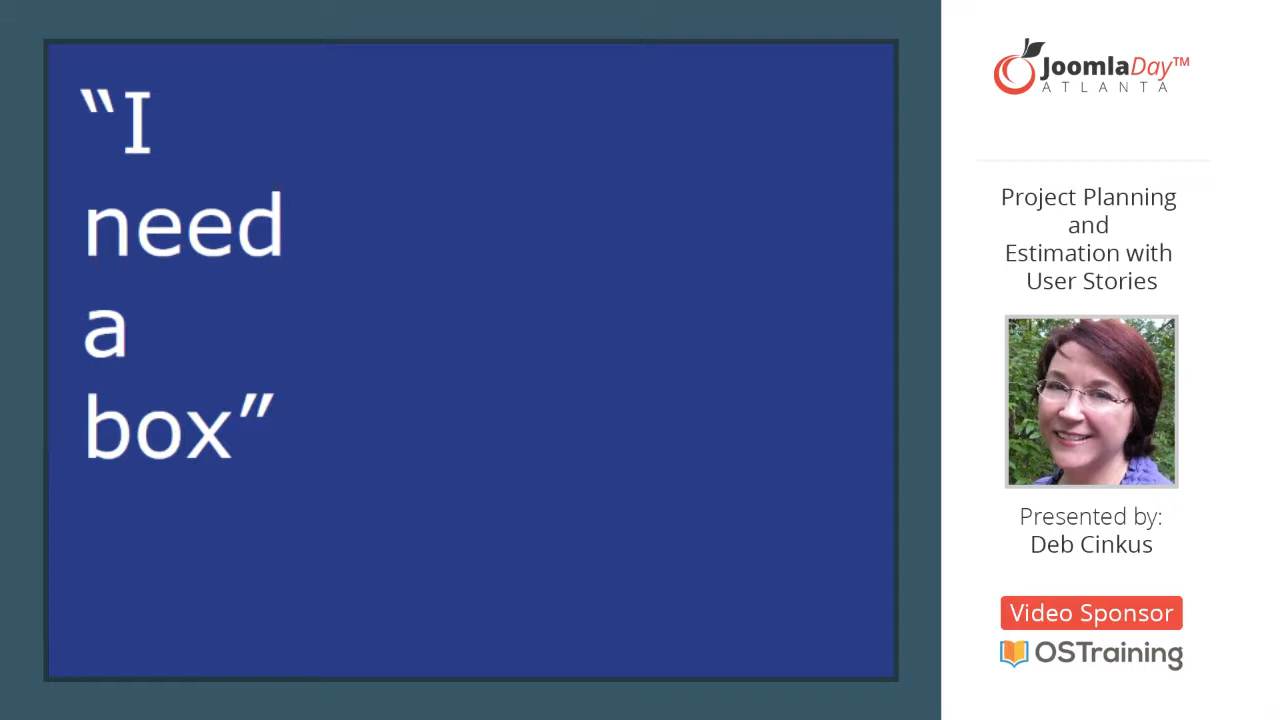 “I
need
a
box”
JoomlaDay™
ATLANTA
Project Planning
and
Estimation with
User Stories
Presented by:
Deb Cinkus
Video Sponsor
OSTraining